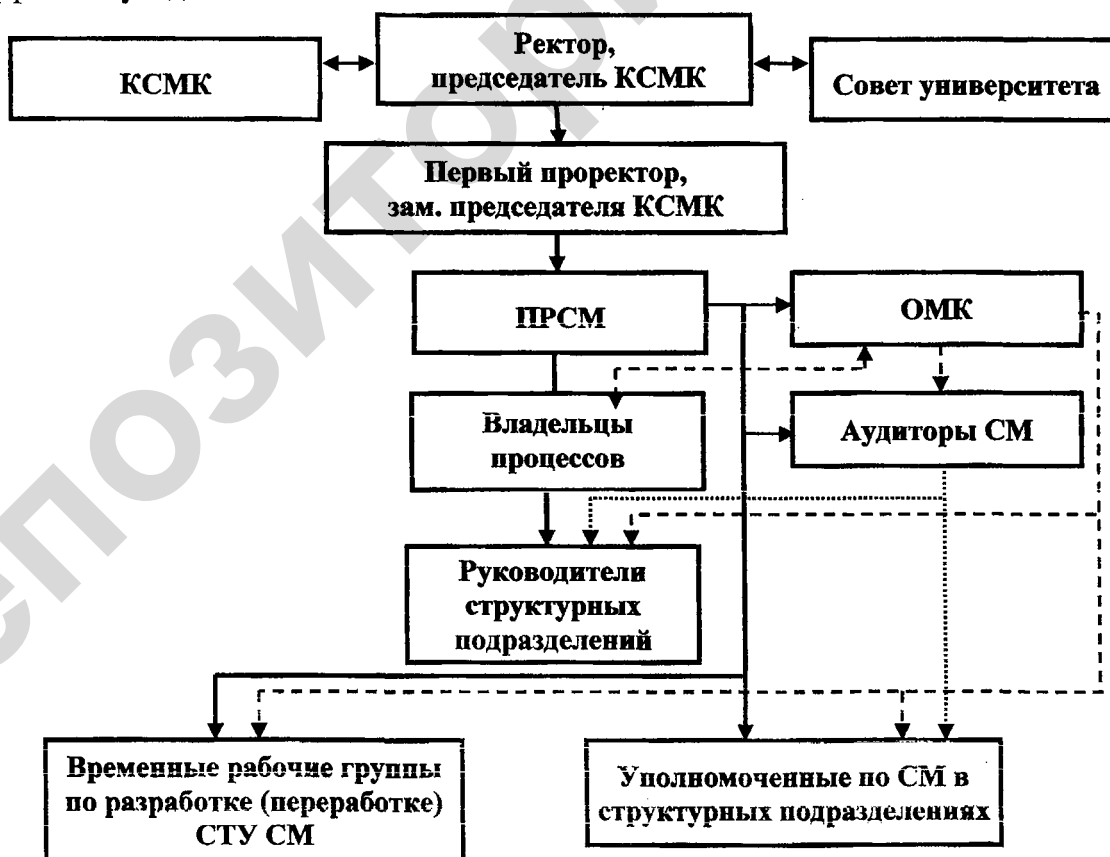 КСМК
Ректор,
председатель КСМК
Совет университета
Первый проректор,
зам. председателя КСМК
ПРСМ
ОМК
Владельцы
процессов
Аудиторы СМ
Руководители
структурных
подразделений
Временные рабочие группы
по разработке (переработке)
СТУ СМ
Уполномоченные по СМ в
структурных подразделениях